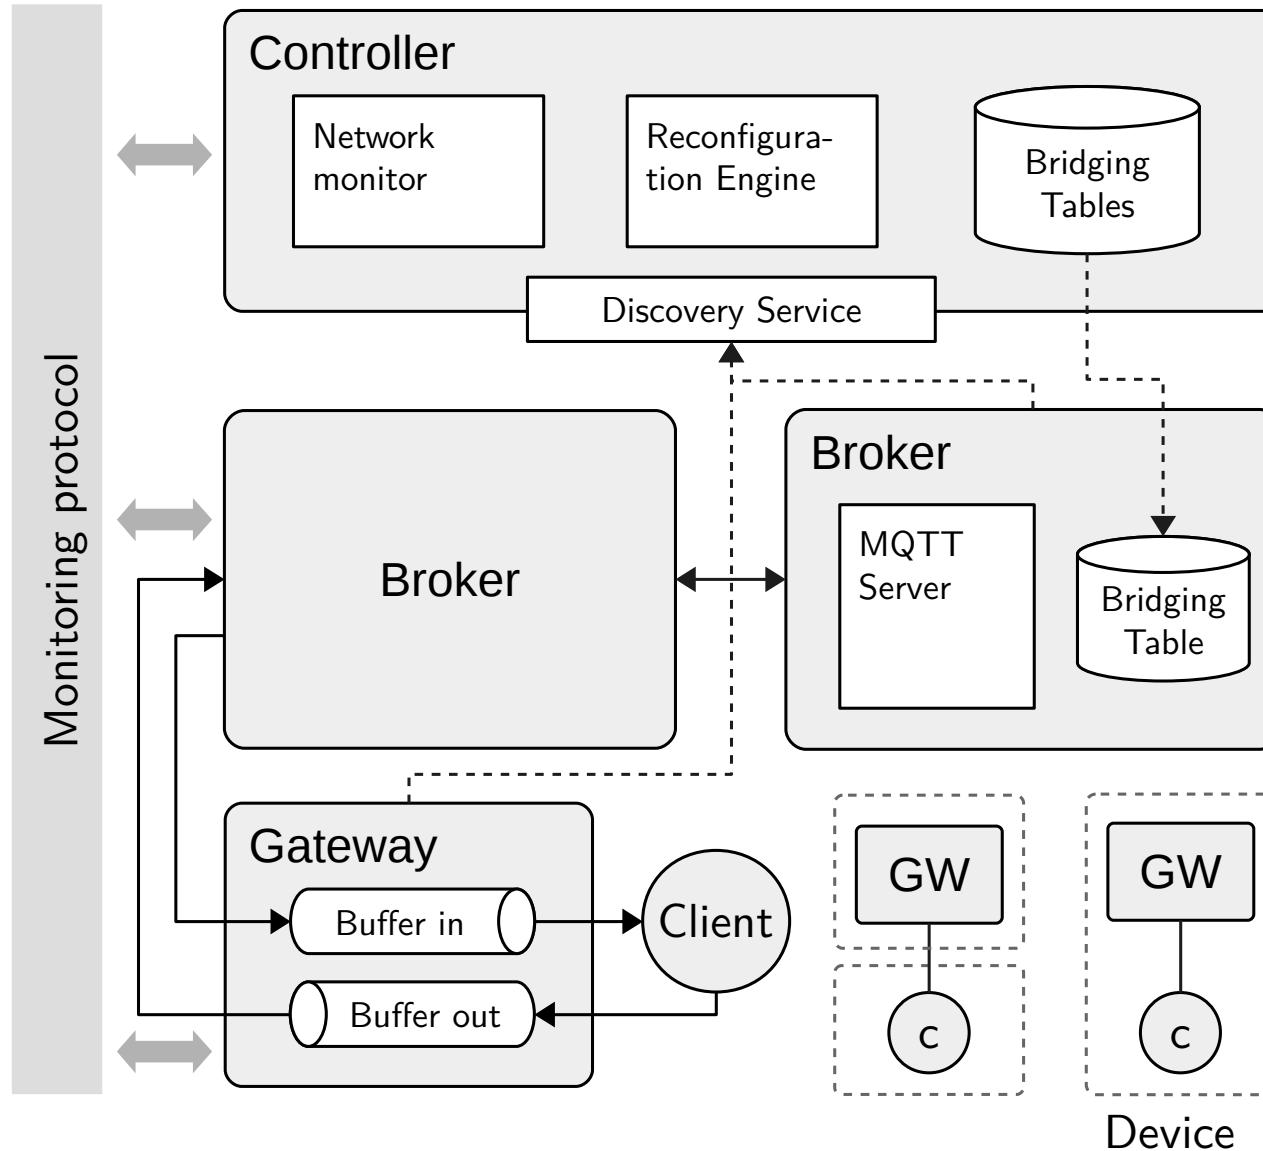 Controller
Network
monitor
Reconfigura-
tion Engine
Bridging
Tables
Discovery Service
Monitoring protocol
Broker
Broker
MQTT
Server
Bridging
Table
Gateway
Buffer in
Buffer out
Client
GW
C
GW
C
Device